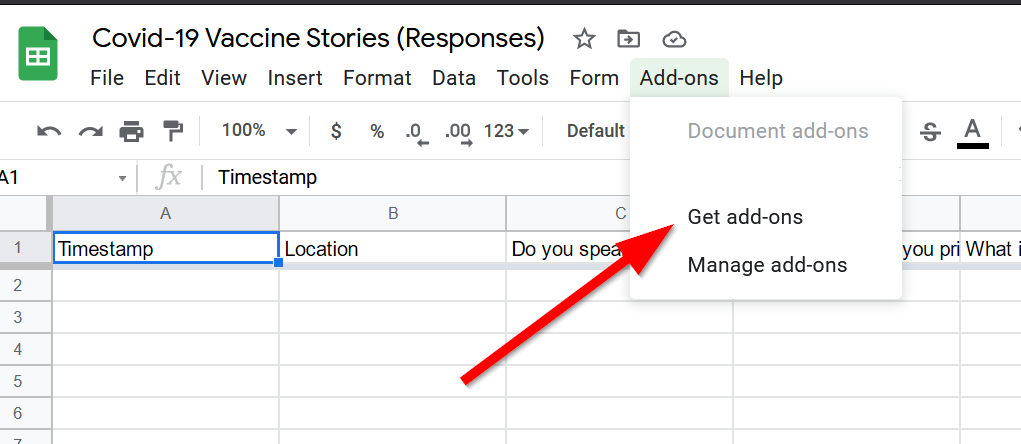 Covid-19 Vaccine Stories (Responses)
File Edit View Insert Format Data Tools Form Add-ons Help
100% $ % .0 .00 123 Default S A
A1 fx Timestamp
A B C
1 Timestamp Location Do you spea you pri What i
2
3
4
5
6
7
Document add-ons
Get add-ons
Manage add-ons